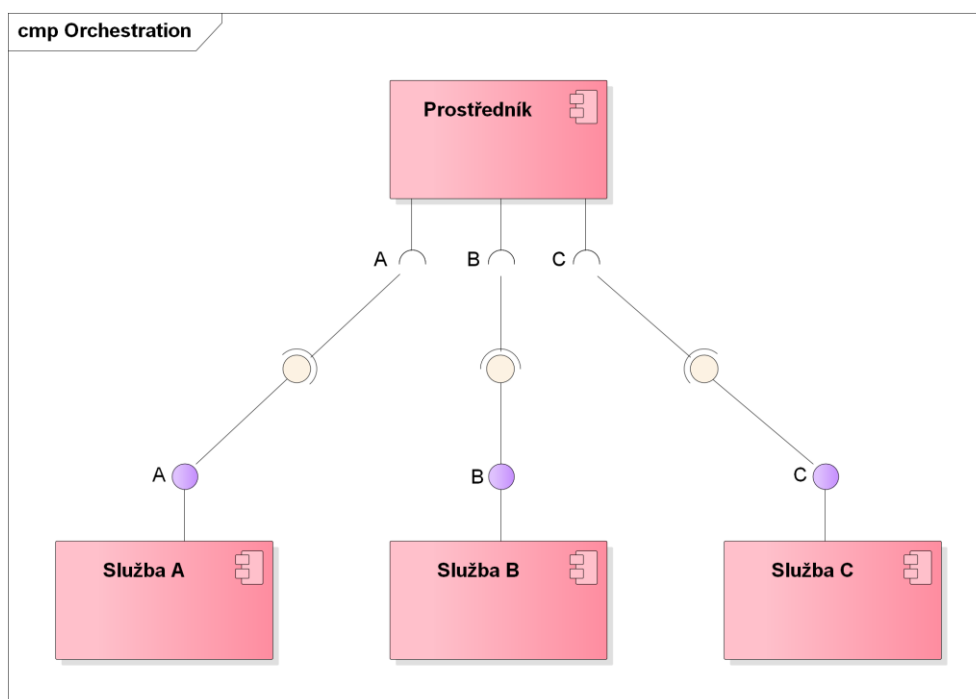 cmp Orchestration
Prostředník
A B C
A B C
Služba A Služba B Služba C